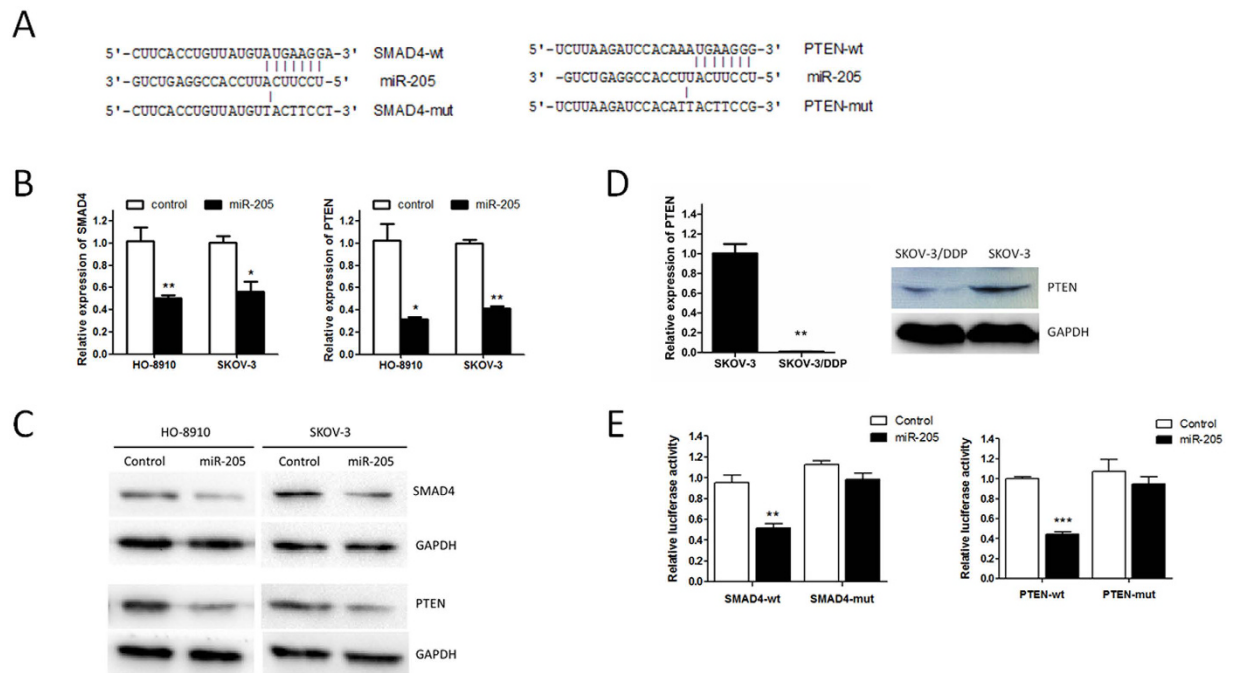 A
5'-CUUCACCUGUUAUGUAUGAAGGA-3' SMAD4-wt
3'-GUCUGAGGCCACCUUACUUCCU-5' miR-205
5'-CUUCACCUGUUAUGUTACTTCCT-3' SMAD4-mut
5'-UCUUAAGAUCCACAAAUGAAGGG-3' PTEN-wt
3' -GUCUGAGGCCACCUUACUUCCU-5' miR-205
5'-UCUUAAGAUCCACATTACTTCCG-3' PTEN-mut
B
Relative expression of SMAD4
control miR-205
1.2
1.0
0.8
0.6
0.4
0.2
0.0
**
*
HO-8910 SKOV-3
Relative expression of PTEN
control miR-205
1.2
1.0
0.8
0.6
0.4
0.2
0.0
*
**
HO-8910 SKOV-3
C
HO-8910 SKOV-3
Control miR-205 Control miR-205
SMAD4
GAPDH
PTEN
GAPDH
D
Relative expression of PTEN
1.4
1.2
1.0
0.8
0.6
0.4
0.2
0.0
**
SKOV-3 SKOV-3/DDP
SKOV-3/DDP SKOV-3
PTEN
GAPDH
E
Relative luciferase activity
Control
miR-205
1.4
1.2
1.0
0.8
0.6
0.4
0.2
0.0
**
SMAD4-wt SMAD4-mut
Relative luciferase activity
Control
miR-205
1.4
1.2
1.0
0.8
0.6
0.4
0.2
0.0
***
PTEN-wt PTEN-mut